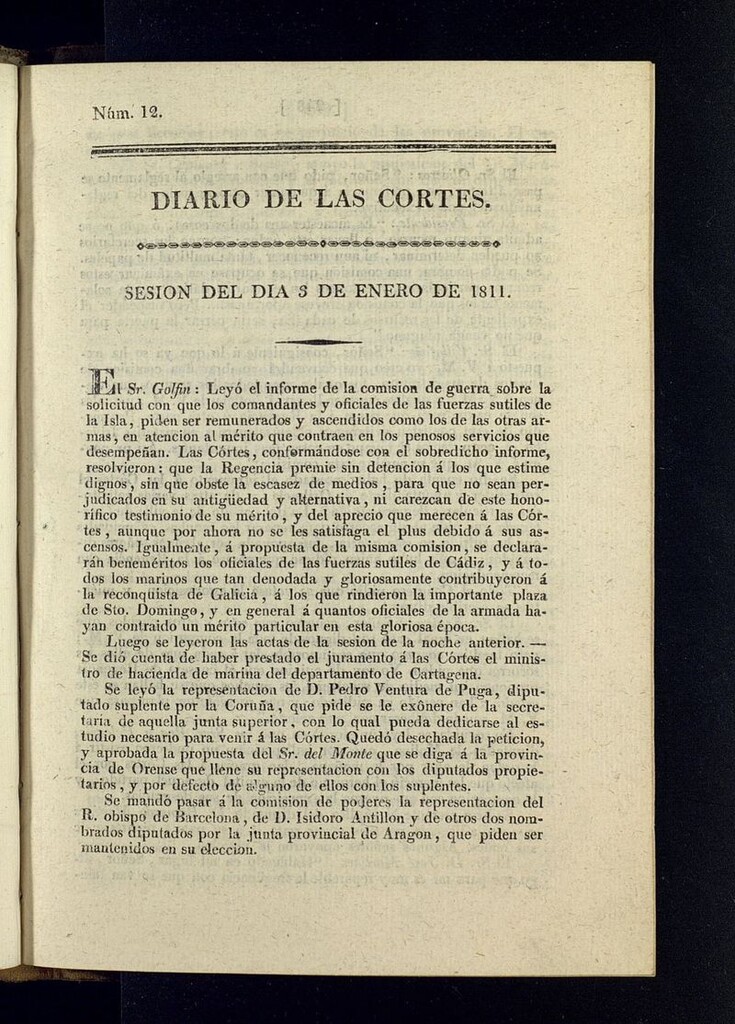 Núm. 12.
DIARIO DE LAS CORTES.
SESION DEL DIA 3 DE ENERO DE 1811.
El Sr. Golfin : Leyó el informe de la comision de guerra sobre la
solicitud con que los comandantes y oficiales de las fuerzas sutiles de
la Isla, piden ser remunerados y ascendidos como los de las otras ar-
mas, en atencion al mérito que contraen en los penosos servicios que
desempeñan. Las Córtes, conformándose con el sobredicho informe,
resolvieron: que la Regencia premie sin detencion á los que estime
dignos, sin que obste la escasez de medios, para que no sean per-
judicados en su antigüedad y alternativa, ni carezcan de este hono-
rífico testimonio de su mérito, y del aprecio que merecen á las Cór-
tes, aunque por ahora no se les satisfaga el plus debido á sus as-
censos. Igualmente, á propuesta de la misma comision, se declara-
rán beneméritos los oficiales de las fuerzas sutiles de Cádiz, y á to-
dos los marinos que tan denodada y gloriosamente contribuyeron á
la reconquista de Galicia, á los que rindieron la importante plaza
de Sto. Domingo, y en general á quantos oficiales de la armada ha-
yan contraido un mérito particular en esta gloriosa época.
Luego se leyeron las actas de la sesion de la noche anterior. —
Se dió cuenta de haber prestado el juramento á las Córtes el minis-
tro de hacienda de marina del departamento de Cartagena.
Se leyó la representacion de D. Pedro Ventura de Puga, dipu-
tado suplente por la Coruña, que pide se le exônere de la secre-
taria de aquella junta superior, con lo qual pueda dedicarse al es-
tudio necesario para venir á las Córtes. Quedó desechada la peticion,
y aprobada la propuesta del Sr. del Monte que se diga á la provin-
cia de Orense que llene su representacion con los diputados propie-
tarios, y por defecto de alguno de ellos con los suplentes.
Se mandó pasar á la comision de poderes la representacion del
R. obispo de Barcelona, de D. Isidoro Antillon y de otros dos nom-
brados diputados por la junta provincial de Aragon, que piden ser
mantenidos en su eleccion.